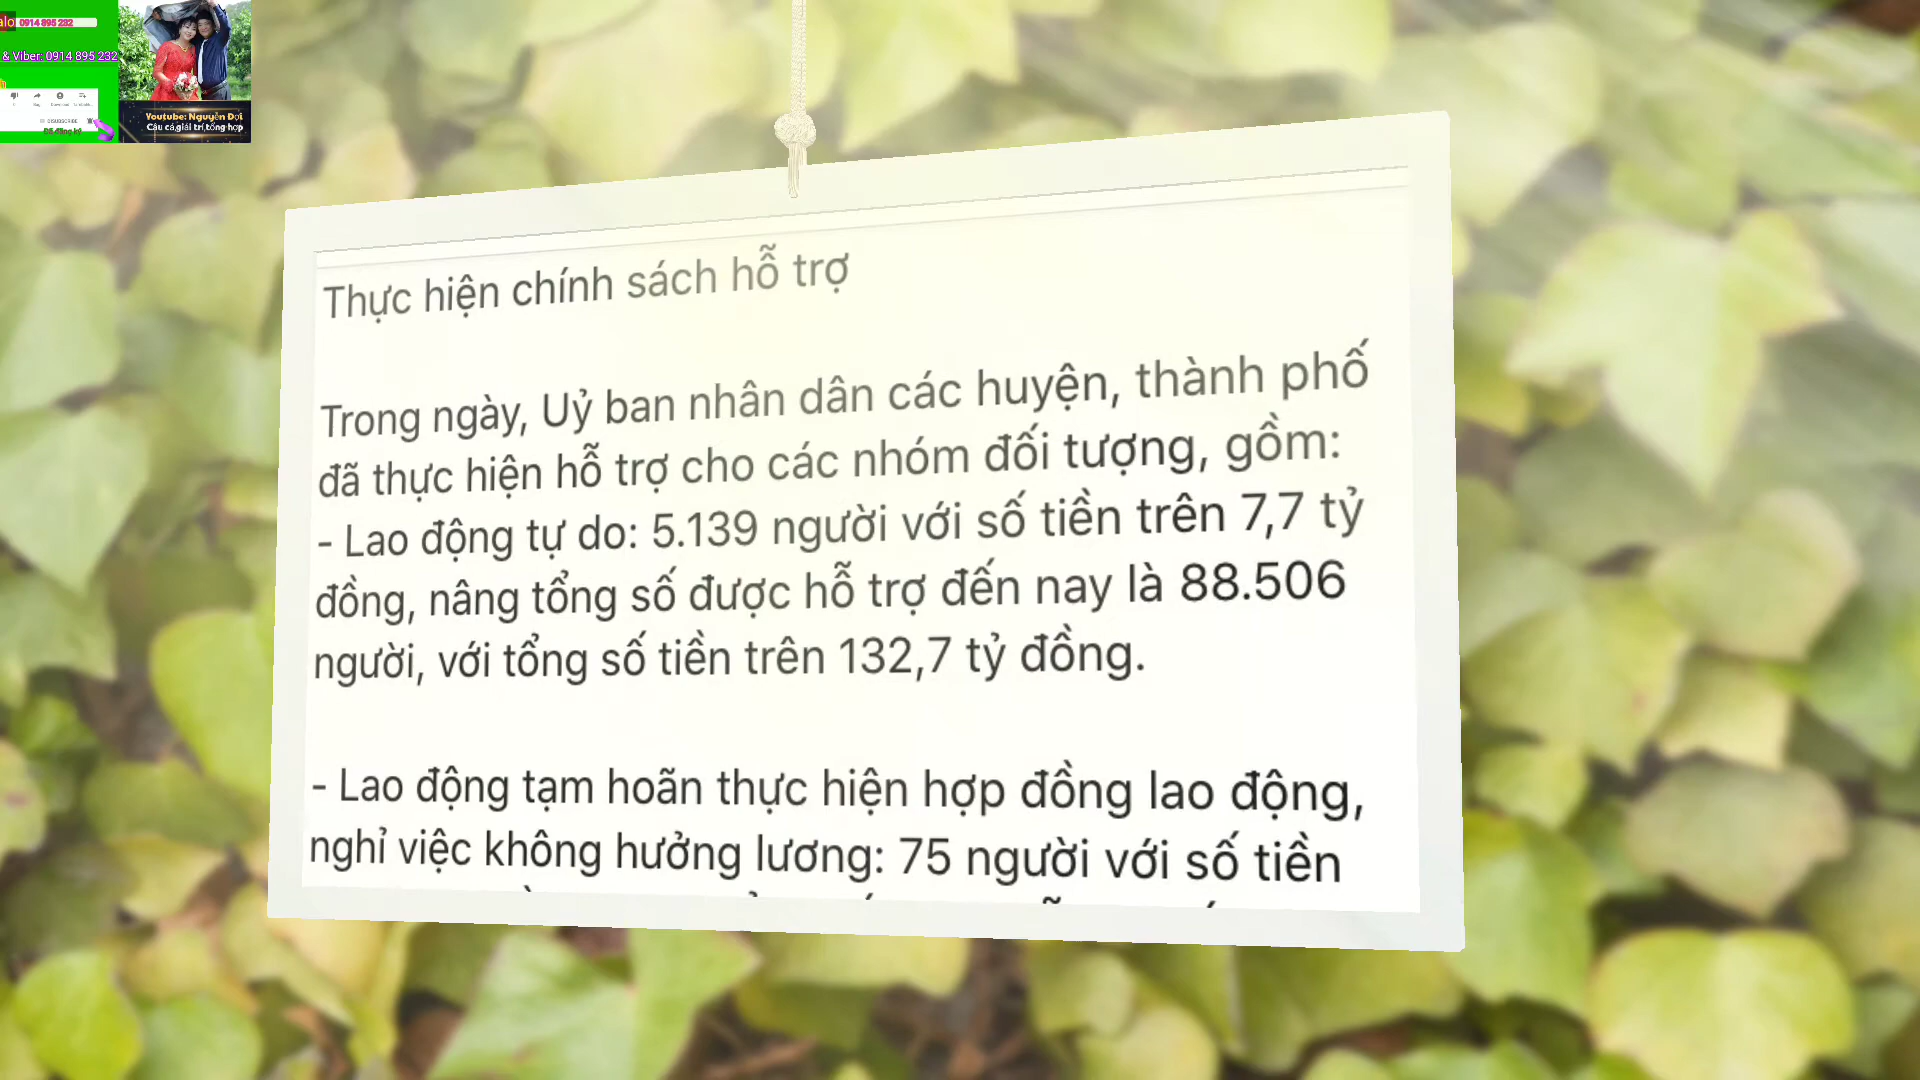 0914 895 232
& Viber: 0914 895 232
DISUBSCRIBE
Youtube: Nguyễn Dợi
Câu cá,giải trí,tổng hợp
Thực hiện chính sách hỗ trợ
Trong ngày, Uỷ ban nhân dân các huyện, thành phố
đã thực hiện hỗ trợ cho các nhóm đối tượng, gồm:
- Lao động tự do: 5.139 người với số tiền trên 7,7 tỷ
đồng, nâng tổng số được hỗ trợ đến nay là 88.506
người, với tổng số tiền trên 132,7 tỷ đồng.
- Lao động tạm hoãn thực hiện hợp đồng lao động,
nghỉ việc không hưởng lương: 75 người với số tiền